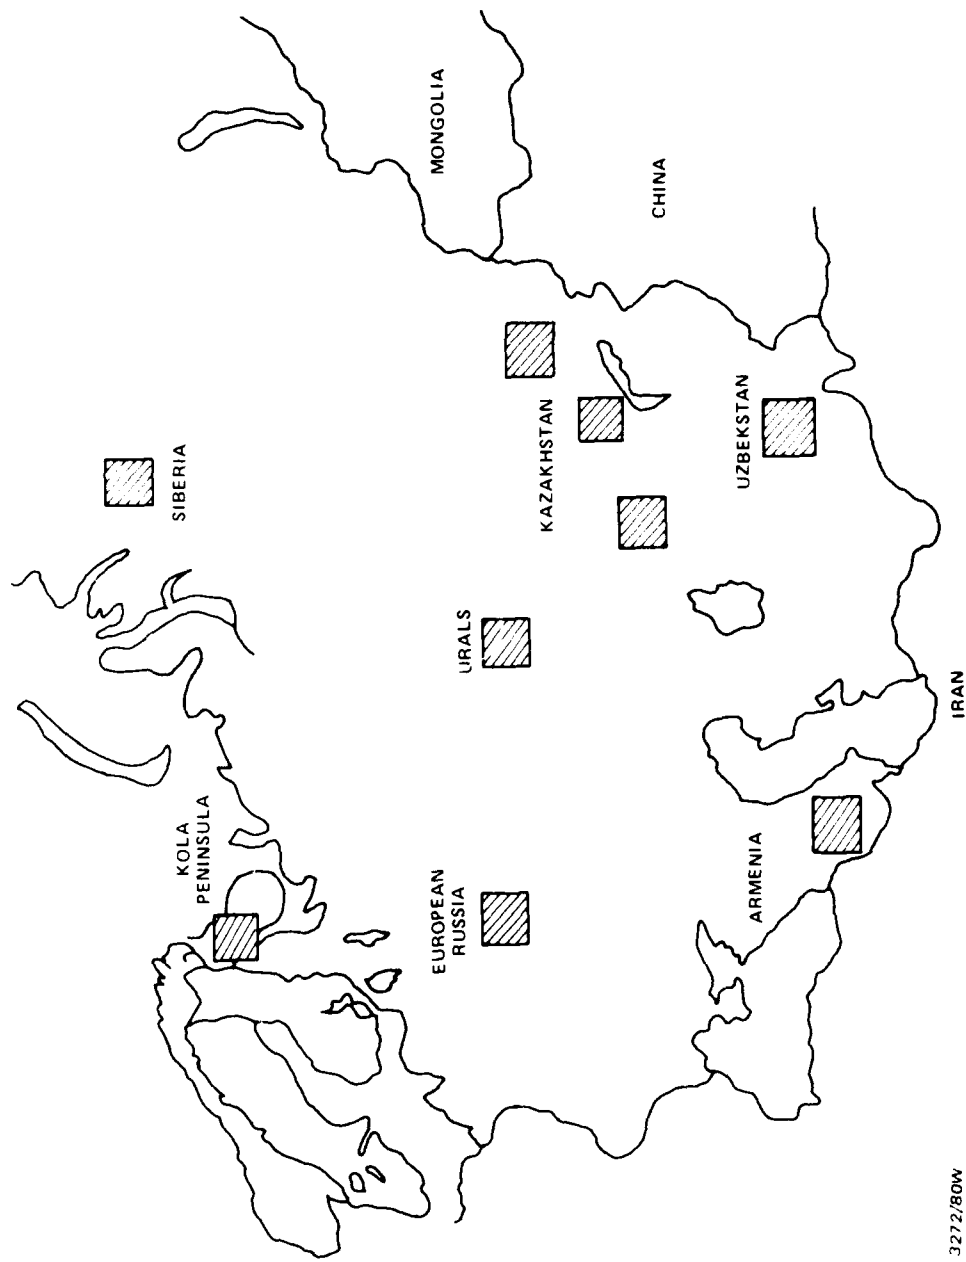 KOLA
PENINSULA
SIBERIA
EUROPEAN
RUSSIA
URALS
KAZAKHSTAN
MONGOLIA
CHINA
ARMENIA
UZBEKSTAN
IRAN
3272/80W